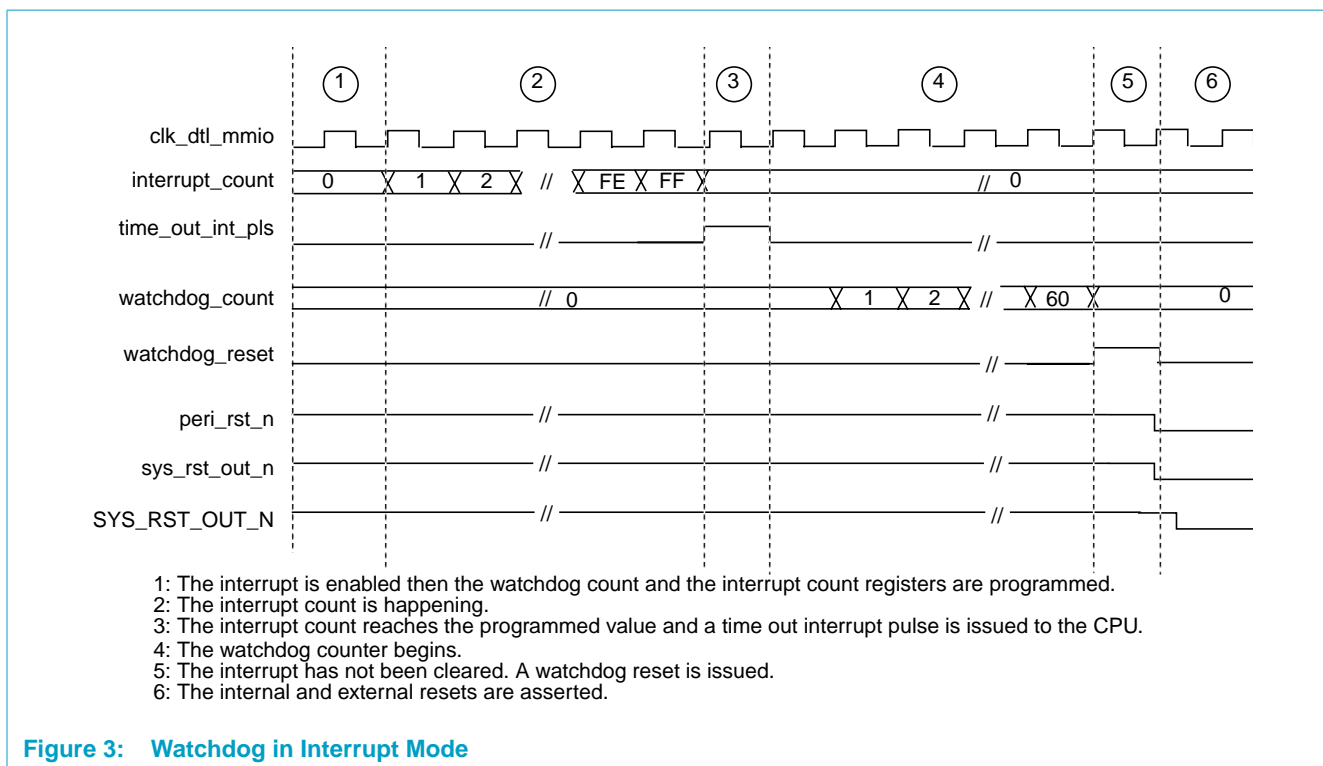 1 2 3 4 5 6
clk_dtl_mmio
interrupt_count 0 1 2 // FE FF // 0
time_out_int_pls // //
watchdog_count // 0 1 2 // 60 0
watchdog_reset //
peri_rst_n // //
sys_rst_out_n // //
SYS_RST_OUT_N // //
1: The interrupt is enabled then the watchdog count and the interrupt count registers are programmed.
2: The interrupt count is happening.
3: The interrupt count reaches the programmed value and a time out interrupt pulse is issued to the CPU.
4: The watchdog counter begins.
5: The interrupt has not been cleared. A watchdog reset is issued.
6: The internal and external resets are asserted.
Figure 3: Watchdog in Interrupt Mode